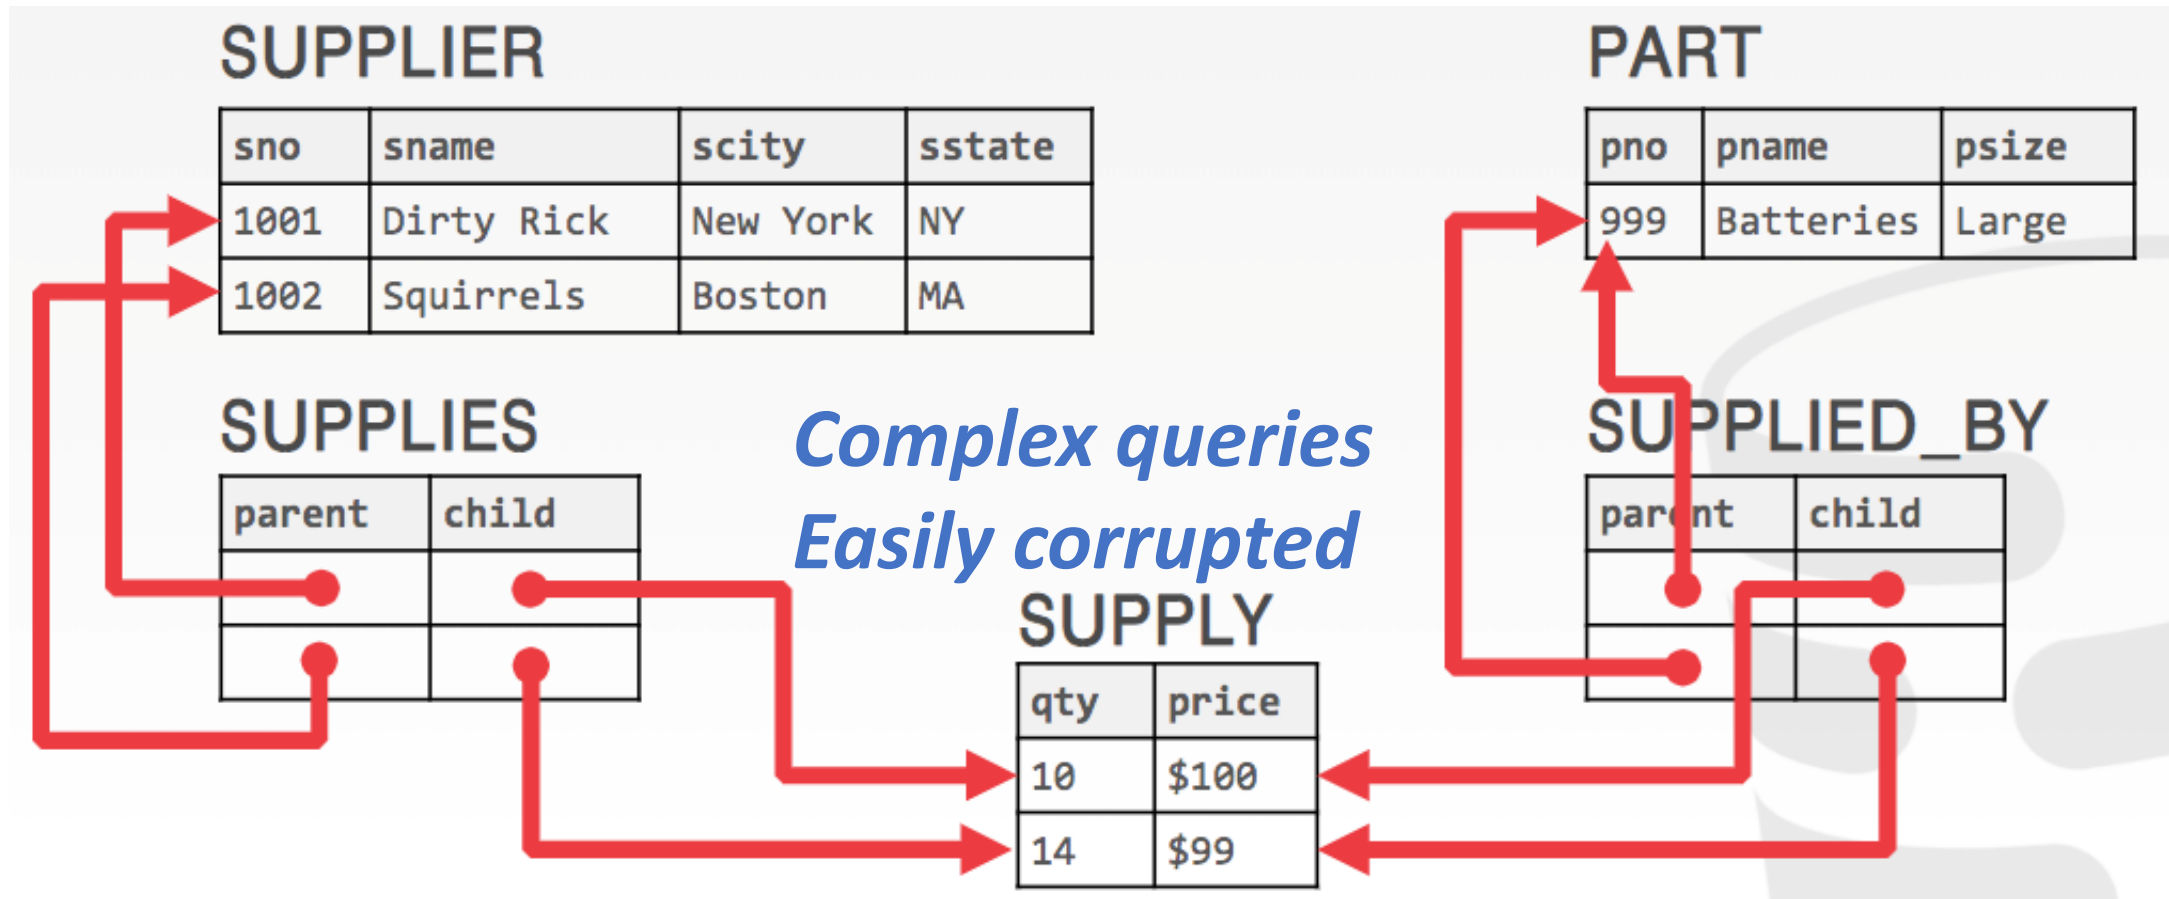 SUPPLIER
sno sname scity sstate
1001 Dirty Rick New York NY
1002 Squirrels Boston MA
PART
pno pname psize
999 Batteries Large
SUPPLIES
parent child
Complex queries
Easily corrupted
SUPPLY
qty price
10 $100
14 $99
SUPPLIED_BY
parent child